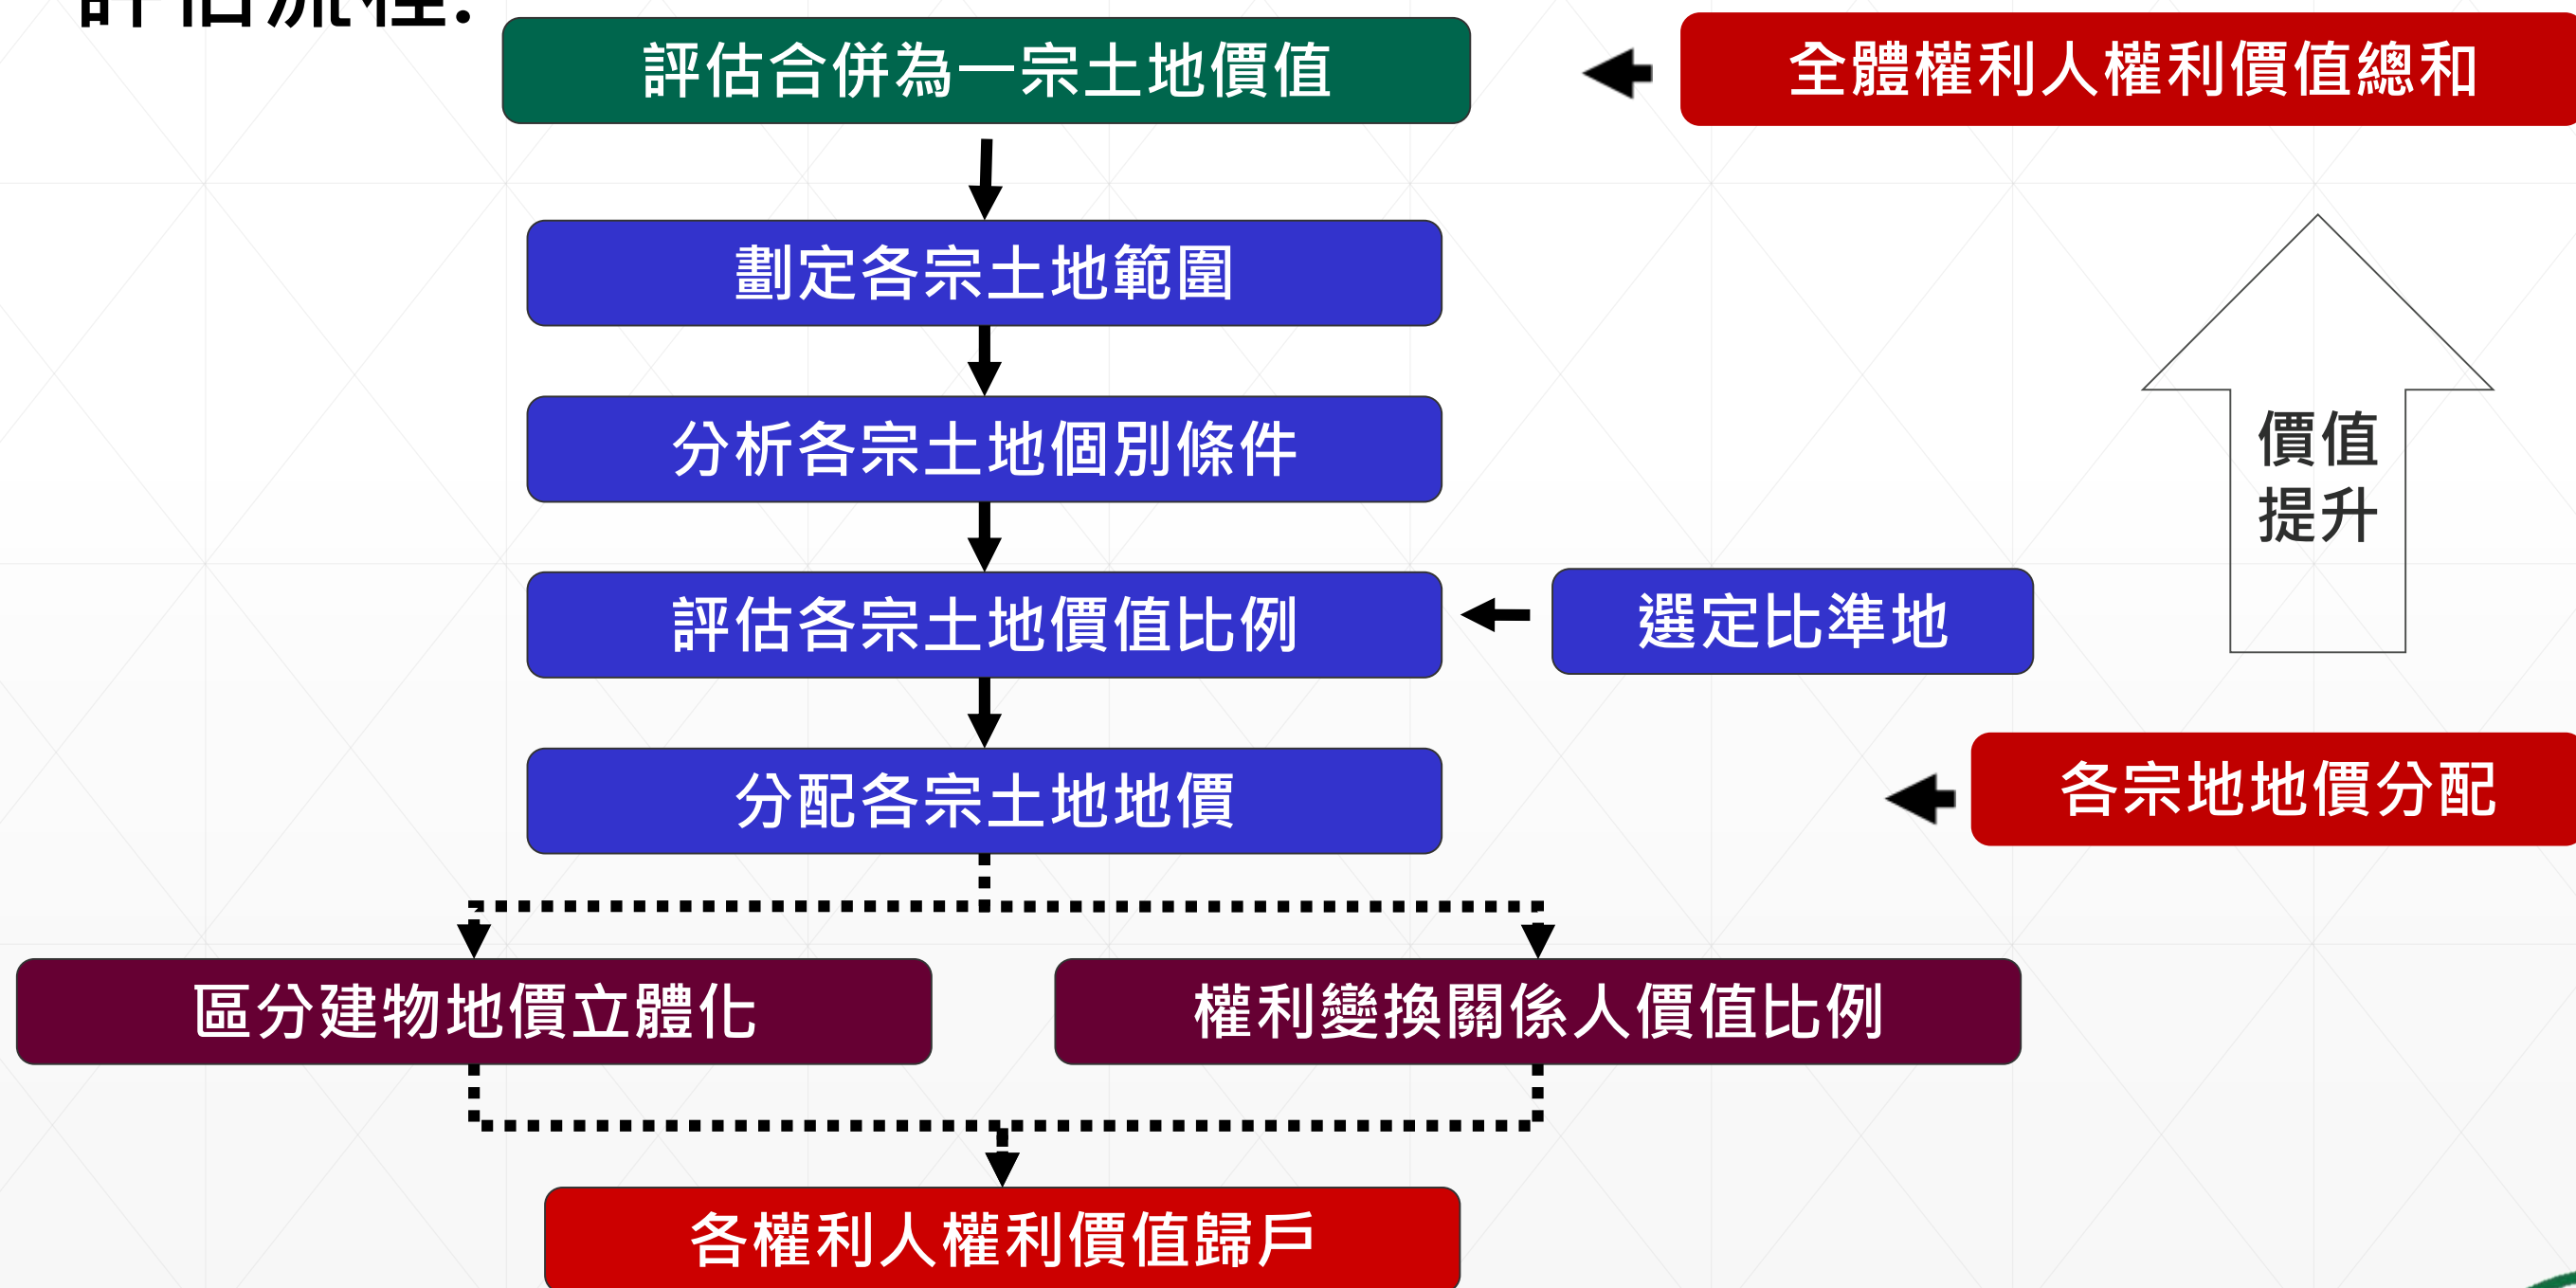 評估流程:
評估合併為一宗土地價值
全體權利人權利價值總和
劃定各宗土地範圍
分析各宗土地個別條件
價值
提升
評估各宗土地價值比例
選定比準地
分配各宗土地地價
各宗地地價分配
區分建物地價立體化
權利變換關係人價值比例
各權利人權利價值歸戶